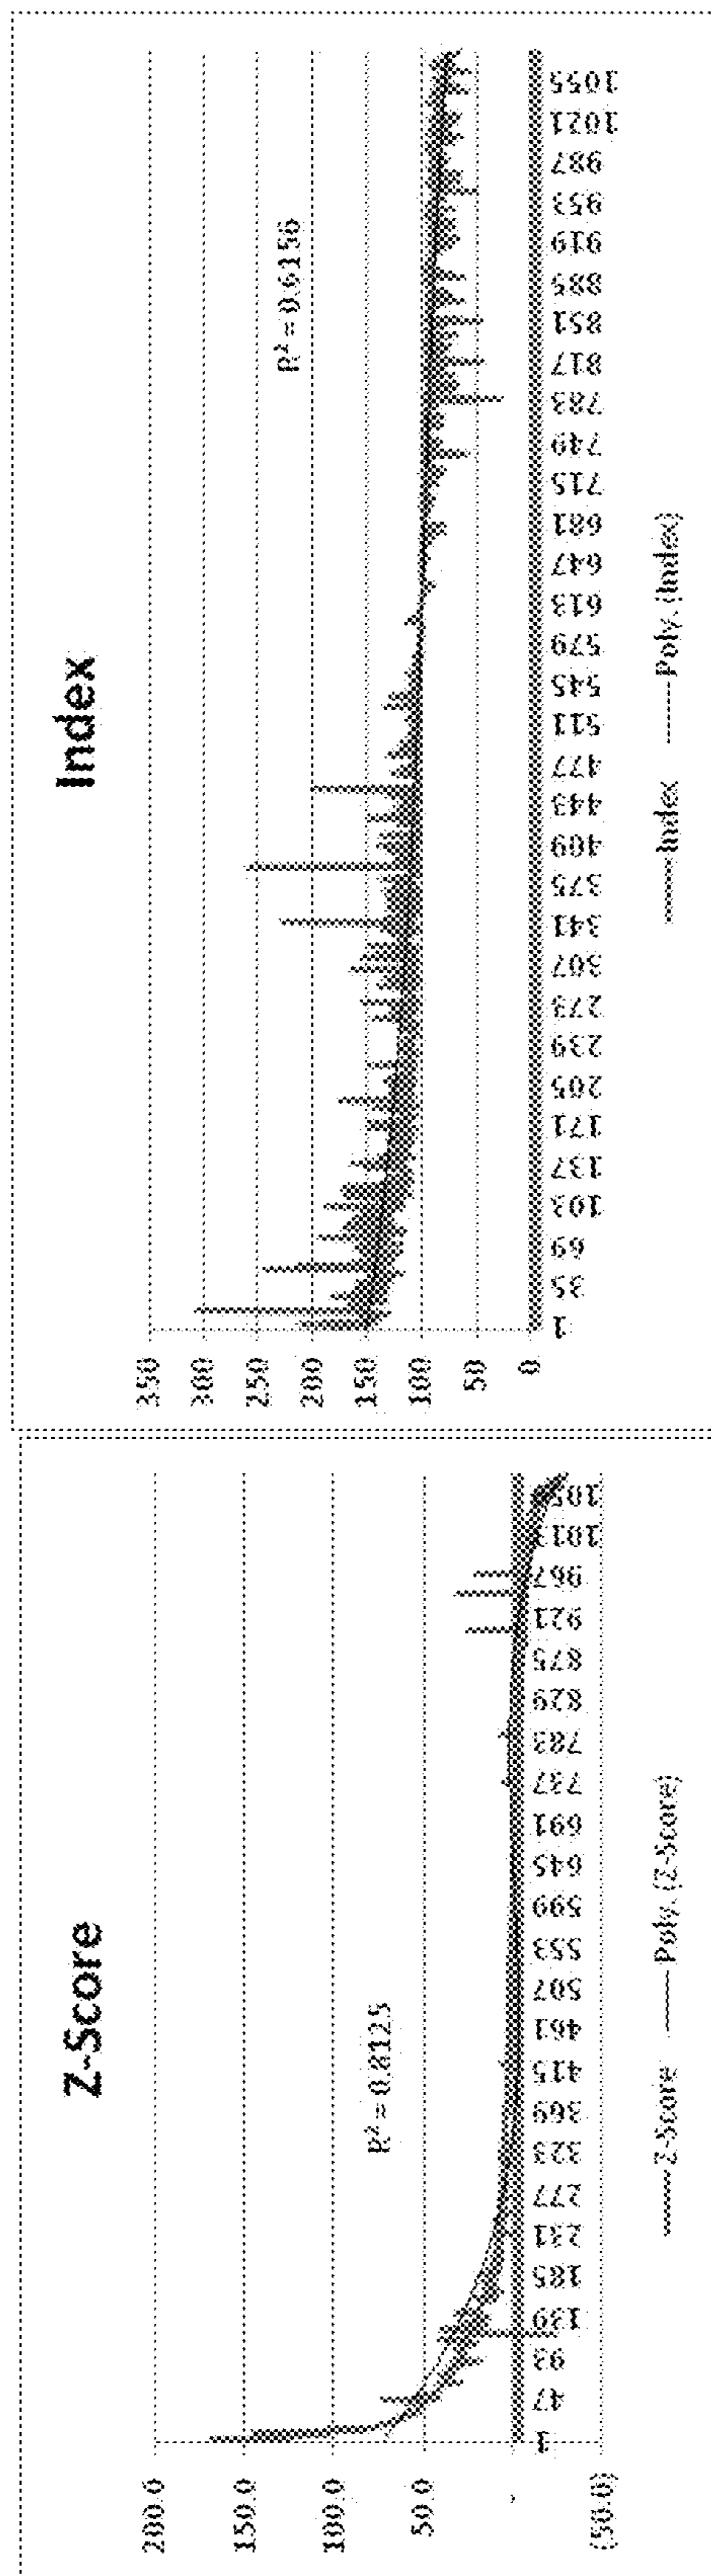 Z-Score
200.0
150.0
100.0
50.0
-
(50.0)
R² = 0.8125
1 47 93 139 185 231 277 323 369 415 461 507 553 599 645 691 737 783 829 875 921 967 1013 105
Z-Score Poly. (Z-Score)
Index
350
300
250
200
150
100
50
0
R² = 0.6156
1 35 69 103 137 171 205 239 273 307 341 375 409 443 477 511 545 579 613 647 681 715 749 783 817 851 885 919 953 987 1021 1055
Index Poly. (Index)